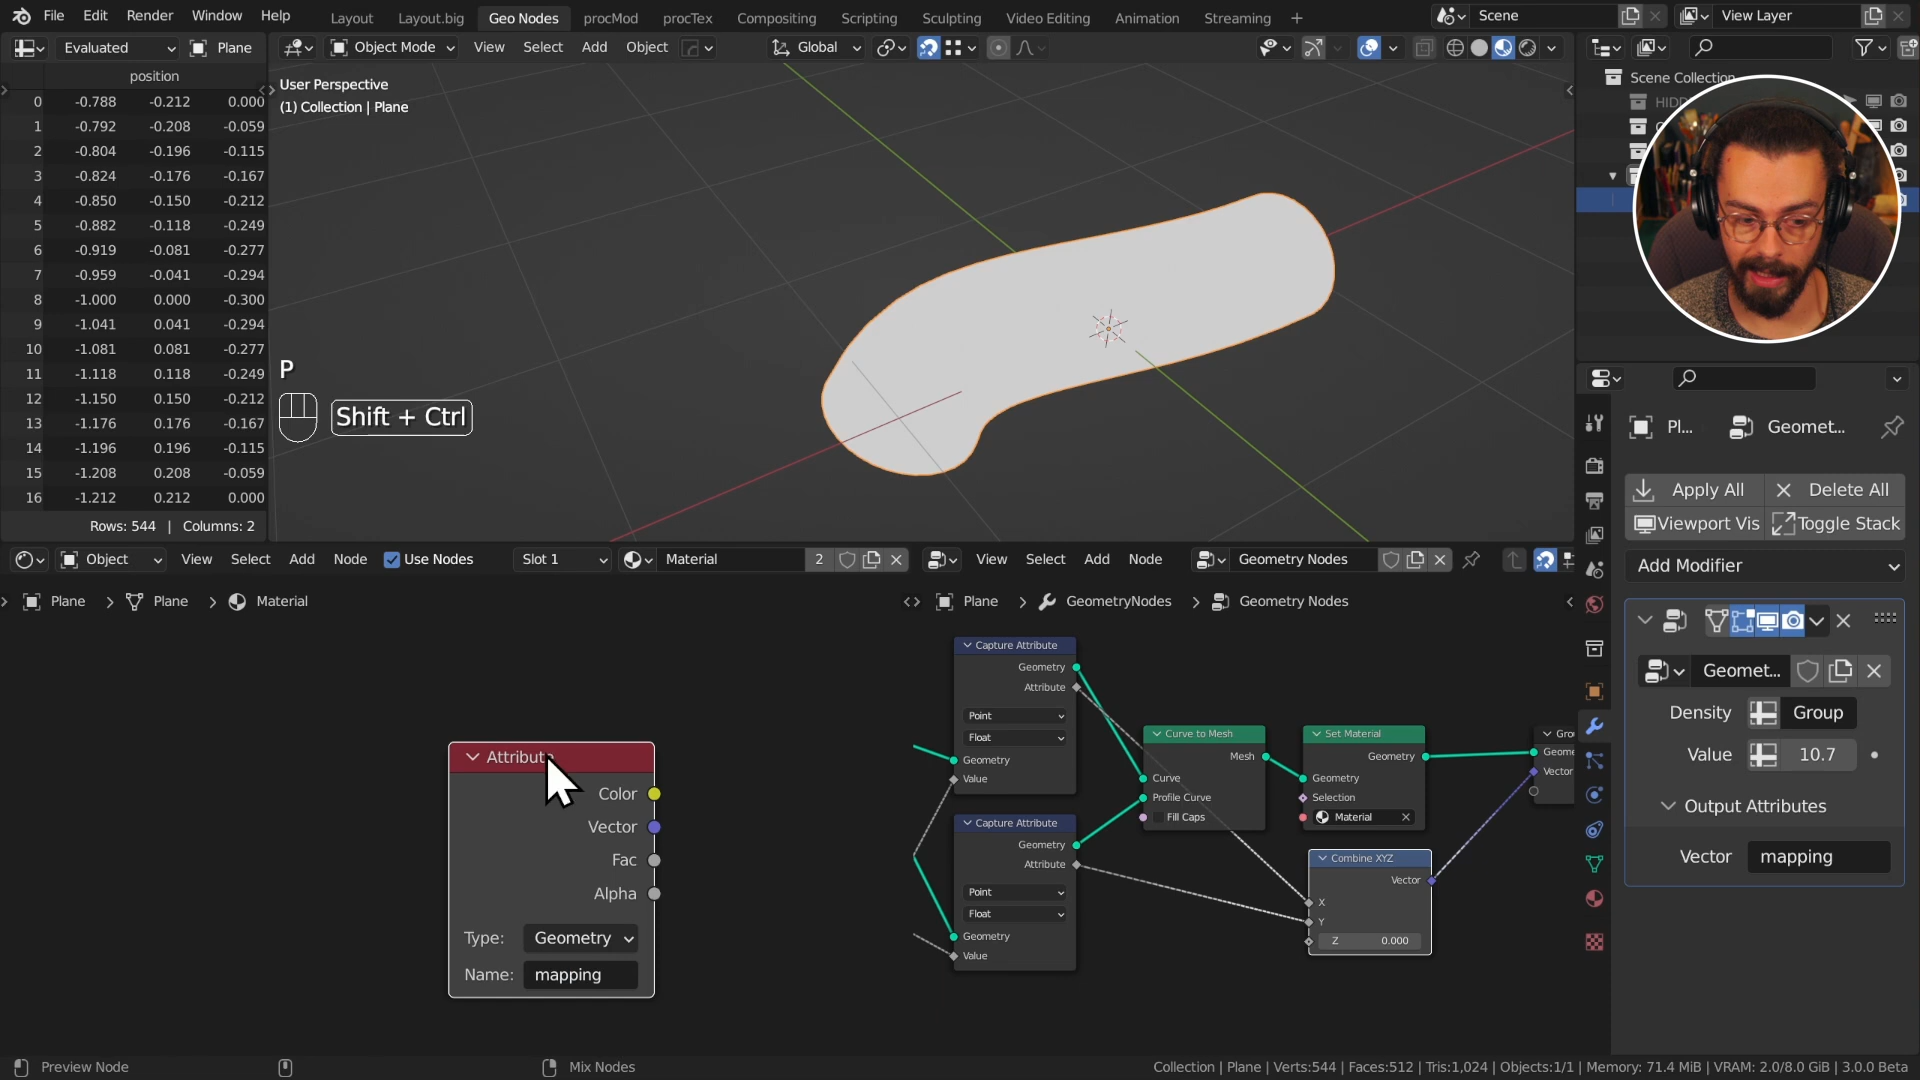 File Edit Render Window Help
Layout Layout.big Geo Nodes procMod procTex Compositing Scripting Sculpting Video Editing Animation Streaming +
Scene
View Layer
Evaluated Plane
Object Mode View Select Add Object
Global
position
0 -0.788 -0.212 0.000
1 -0.792 -0.208 -0.059
2 -0.804 -0.196 -0.115
3 -0.824 -0.176 -0.167
4 -0.850 -0.150 -0.212
5 -0.882 -0.118 -0.249
6 -0.919 -0.081 -0.277
7 -0.959 -0.041 -0.294
8 -1.000 0.000 -0.300
9 -1.041 0.041 -0.294
10 -1.081 0.081 -0.277
11 -1.118 0.118 -0.249
12 -1.150 0.150 -0.212
13 -1.176 0.176 -0.167
14 -1.196 0.196 -0.115
15 -1.208 0.208 -0.059
16 -1.212 0.212 0.000
Rows: 544 | Columns: 2
User Perspective
(1) Collection | Plane
P
Shift + Ctrl
Scene Collection
Pl... Geomet...
Apply All Delete All
Viewport Vis Toggle Stack
Add Modifier
Geomet...
Density Group
Value 10.7
Output Attributes
Vector mapping
Object View Select Add Node Use Nodes Slot 1 Material 2
Plane > Plane > Material
Attribute
Color
Vector
Fac
Alpha
Type: Geometry
Name: mapping
View Select Add Node Geometry Nodes
Plane > GeometryNodes > Geometry Nodes
Capture Attribute
Geometry
Attribute
Point
Float
Geometry
Value
Capture Attribute
Geometry
Attribute
Point
Float
Geometry
Value
Curve to Mesh
Mesh
Curve
Profile Curve
Fill Caps
Set Material
Geometry
Geometry
Selection
Material
Combine XYZ
Vector
X
Y
Z 0.000
Vector
Preview Node
Mix Nodes
Collection | Plane | Verts:544 | Faces:512 | Tris:1,024 | Objects:1/1 | Memory: 71.4 MiB | VRAM: 2.0/8.0 GiB | 3.0.0 Beta